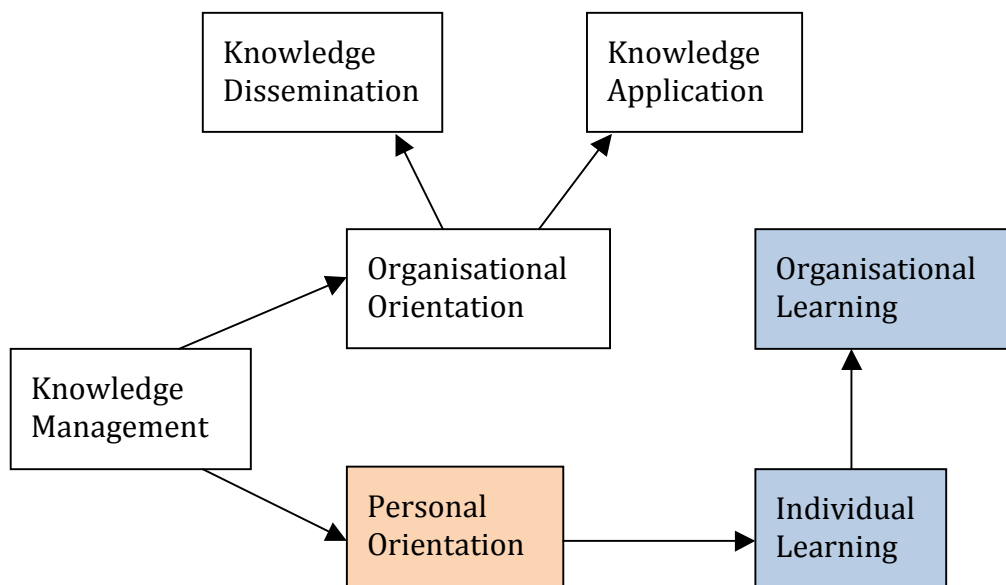 Knowledge
Dissemination
Knowledge
Application
Organisational
Orientation
Organisational
Learning
Knowledge
Management
Personal
Orientation
Individual
Learning